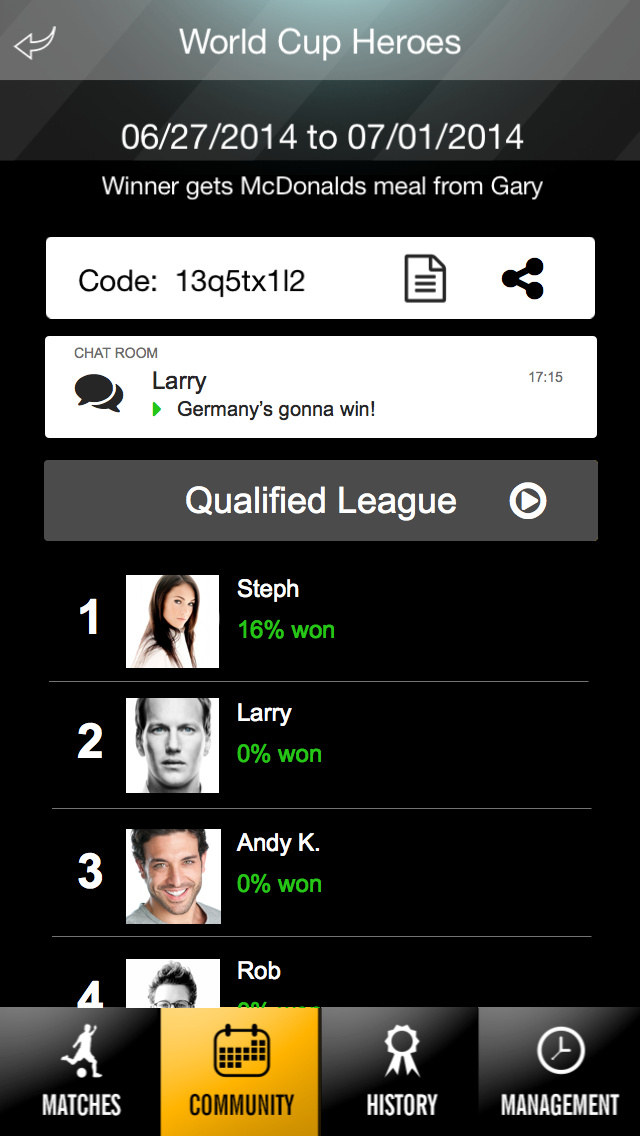 World Cup Heroes
06/27/2014 to 07/01/2014
Winner gets McDonalds meal from Gary
Code: 13q5tx1l2
CHAT ROOM
Larry 17:15
Germany’s gonna win!
Qualified League
1 Steph
16% won
2 Larry
0% won
3 Andy K.
0% won
4 Rob
MATCHES COMMUNITY HISTORY MANAGEMENT